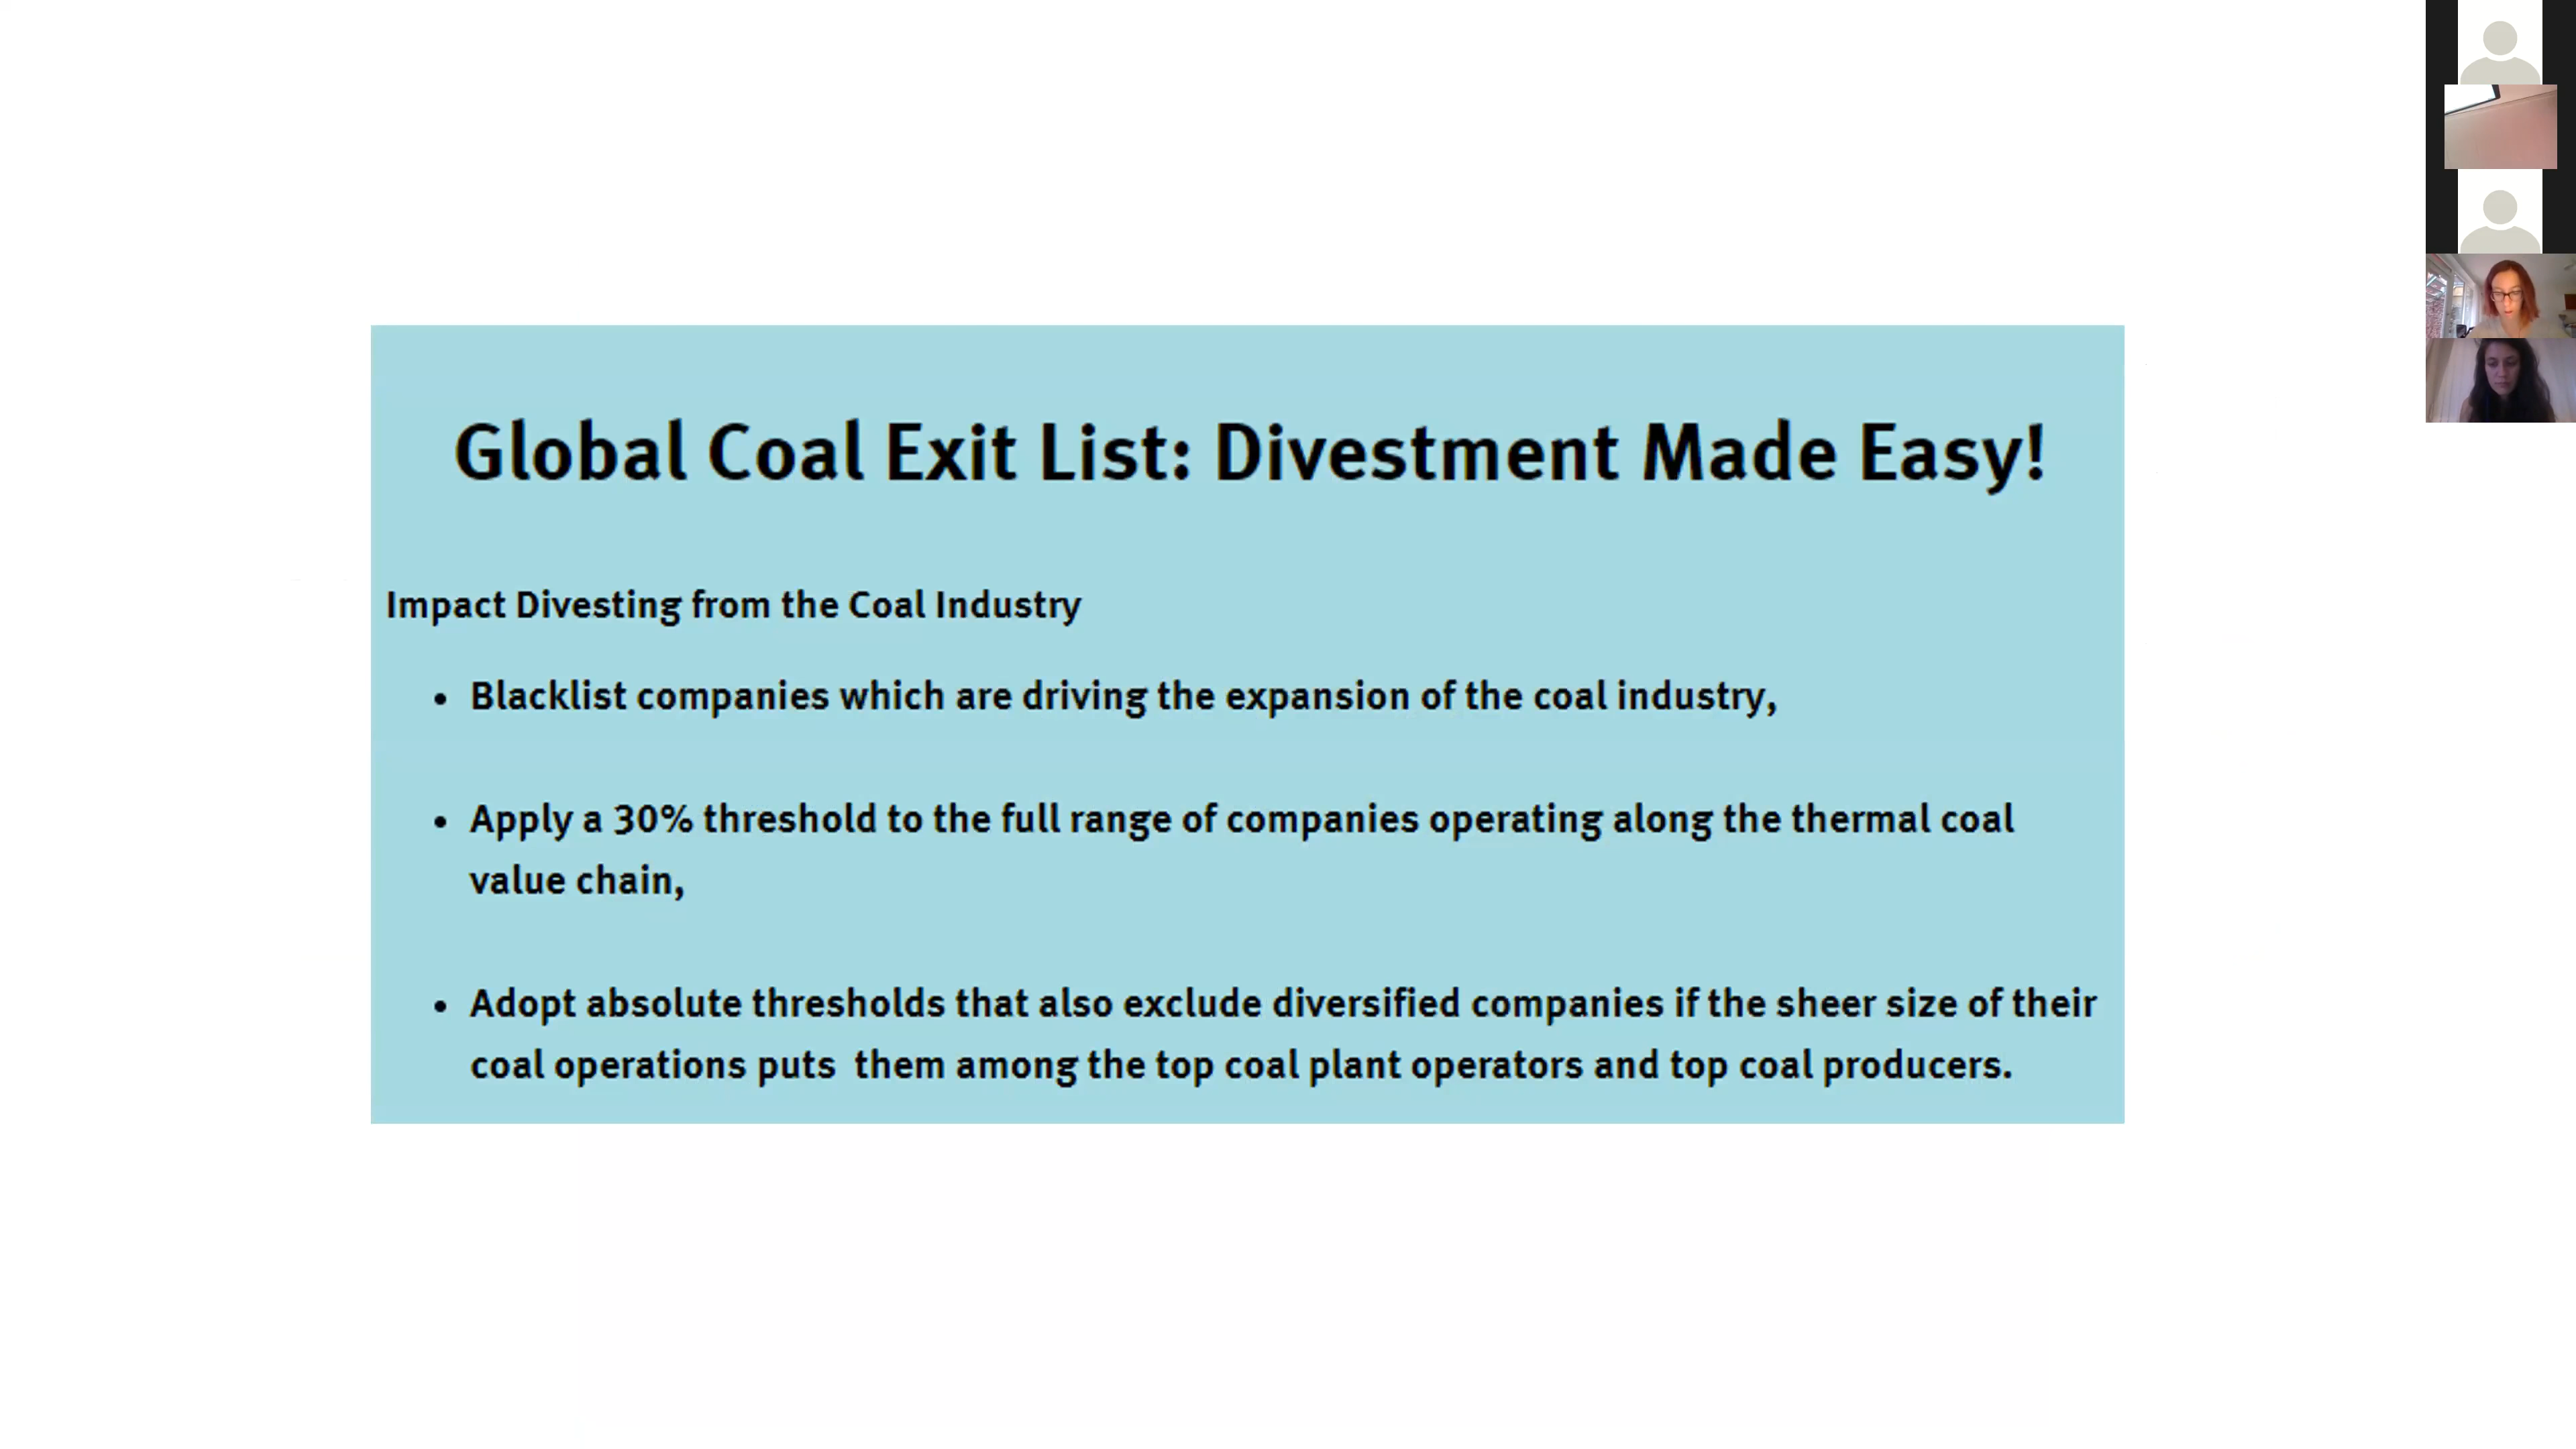 Global Coal Exit List: Divestment Made Easy!
Impact Divesting from the Coal Industry
• Blacklist companies which are driving the expansion of the coal industry,
• Apply a 30% threshold to the full range of companies operating along the thermal coal
value chain,
• Adopt absolute thresholds that also exclude diversified companies if the sheer size of their
coal operations puts  them among the top coal plant operators and top coal producers.